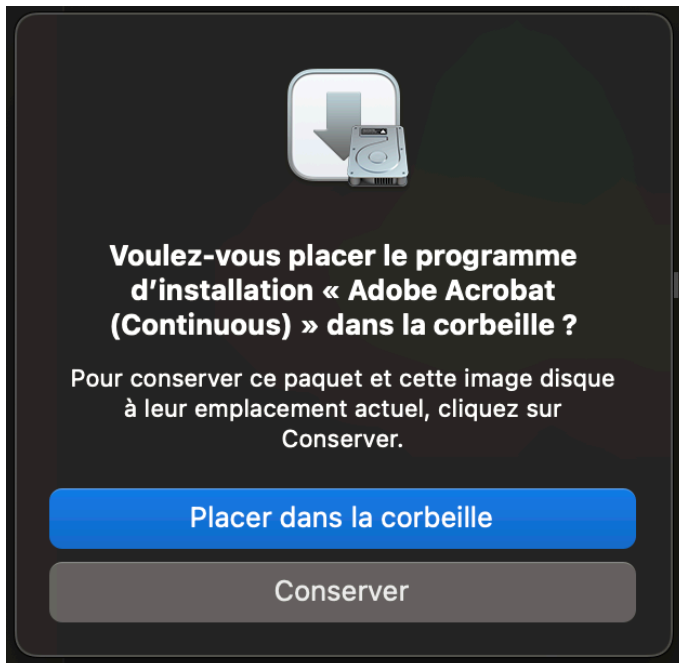 Voulez-vous placer le programme
d’installation « Adobe Acrobat
(Continuous) » dans la corbeille ?
Pour conserver ce paquet et cette image disque
à leur emplacement actuel, cliquez sur
Conserver.
Placer dans la corbeille
Conserver